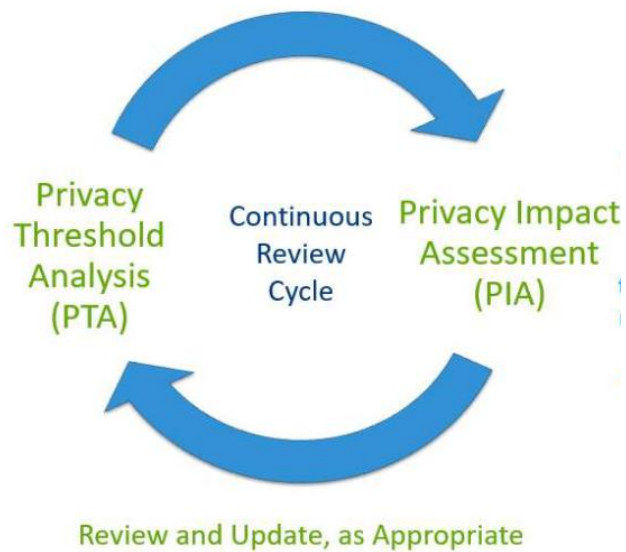 Privacy
Threshold
Analysis
(PTA)
Continuous
Review
Cycle
Privacy Impact
Assessment
(PIA)
Review and Update, as Appropriate